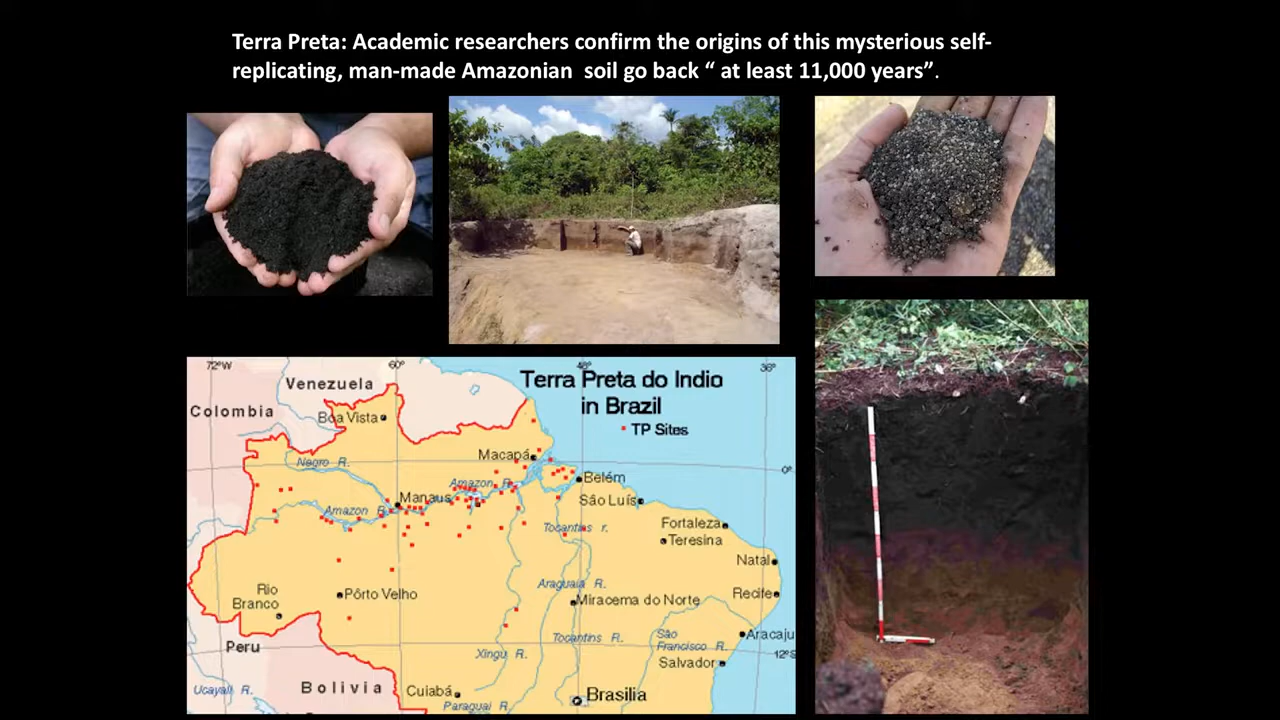 Terra Preta: Academic researchers confirm the origins of this mysterious self-
replicating, man-made Amazonian  soil go back “ at least 11,000 years”.
72°W
60°
48°
36°
Venezuela
Terra Preta do Indio
in Brazil
TP Sites
Colombia
Boa Vista
Negro R.
Macapá
0°
Amazon R.
Belém
Manaus
São Luís
Amazon R.
Fortaleza
Tocantins r.
Teresina
Natal
Araguaia R.
Rio
Branco
Pôrto Velho
Miracema do Norte
Recife
Aracaju
Peru
Tocantins R.
São
Francisco R.
12°S
Xingu R.
Salvador
Ucayali R.
Bolivia
Cuiabá
Brasilia
Paraguai R.